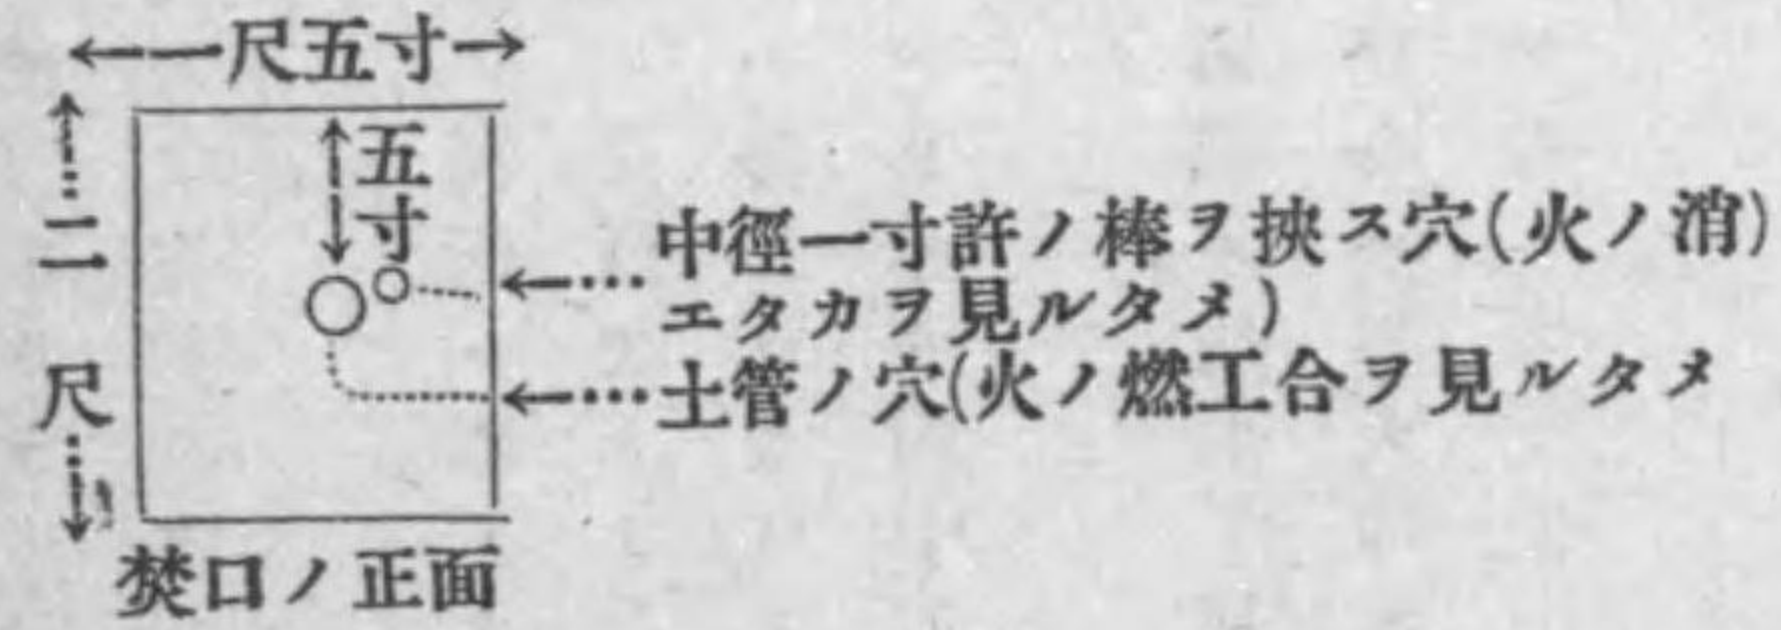 一尺五寸
二尺
五寸
中徑一寸許ノ棒ヲ挾ス穴(火ノ消)
エタカヲ見ルタメ)
土管ノ穴(火ノ燃工合ヲ見ルタメ
焚口ノ正面